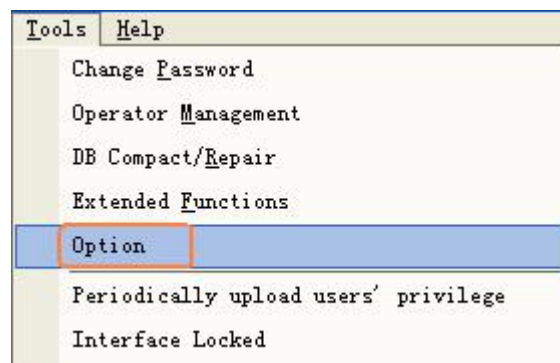 Tools Help
Change Password
Operator Management
DB Compact/Repair
Extended Functions
Option
Periodically upload users' privilege
Interface Locked